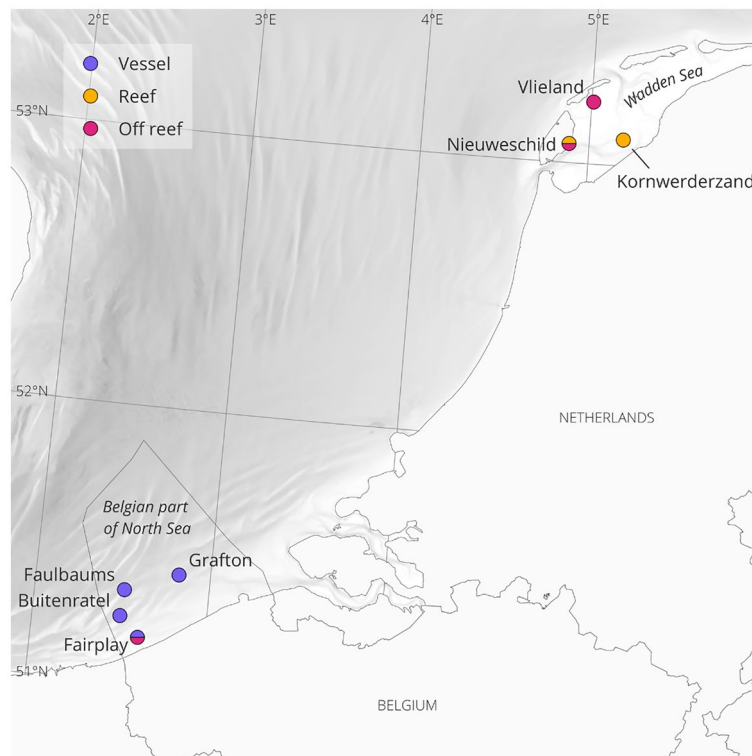 2°E 3°E 4°E 5°E
Vessel
Reef
Off reef
53°N
Vlieland
Wadden Sea
Nieuweschild
Kornwerderzand
52°N
NETHERLANDS
Belgian part
of North Sea
Grafton
Faulbaums
Buitenratel
Fairplay
51°N
BELGIUM